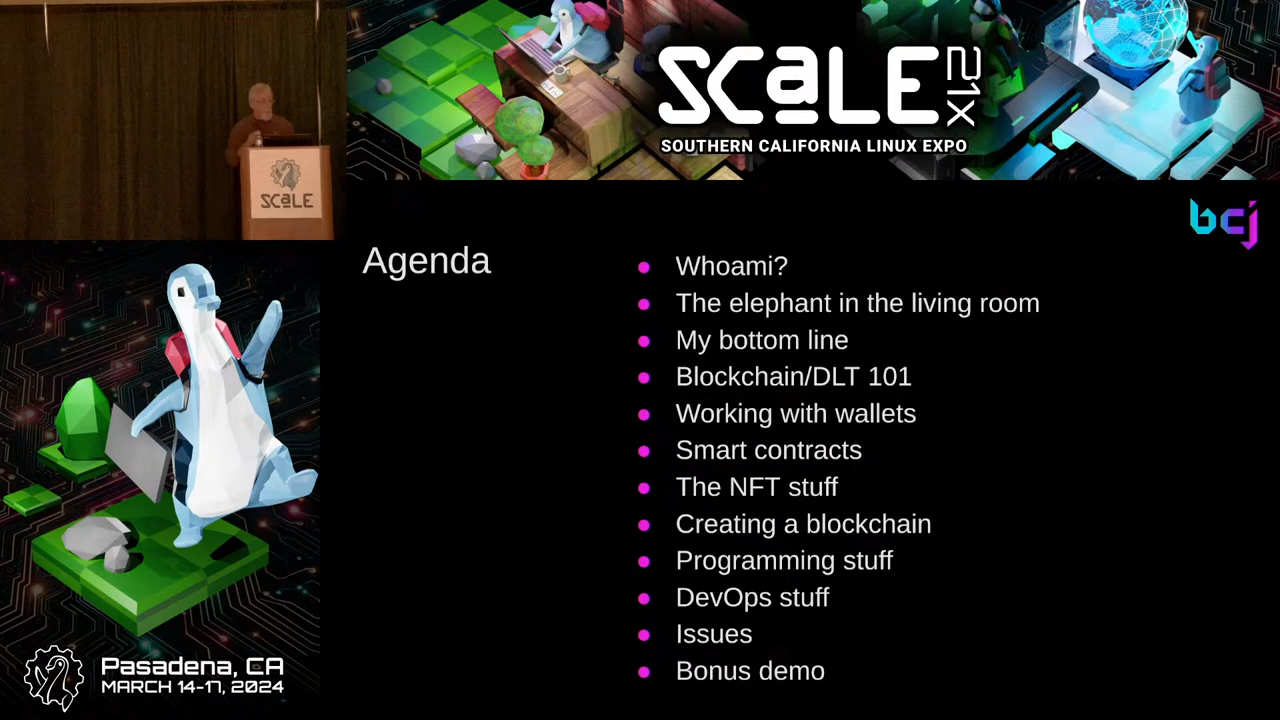 SCaLE 21x
SOUTHERN CALIFORNIA LINUX EXPO
SCaLE
bcj
Agenda
Whoami?
The elephant in the living room
My bottom line
Blockchain/DLT 101
Working with wallets
Smart contracts
The NFT stuff
Creating a blockchain
Programming stuff
DevOps stuff
Issues
Bonus demo
Pasadena, CA
MARCH 14-17, 2024